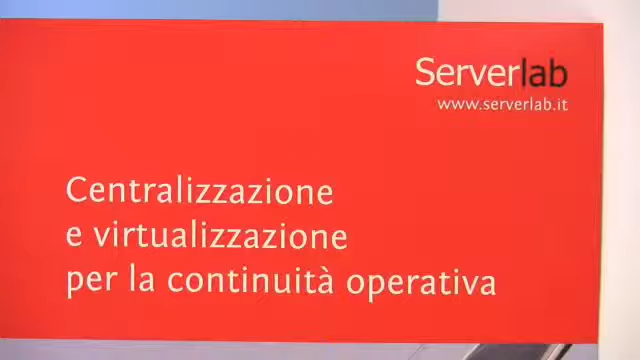 Serverlab
www.serverlab.it
Centralizzazione
e virtualizzazione
per la continuità operativa